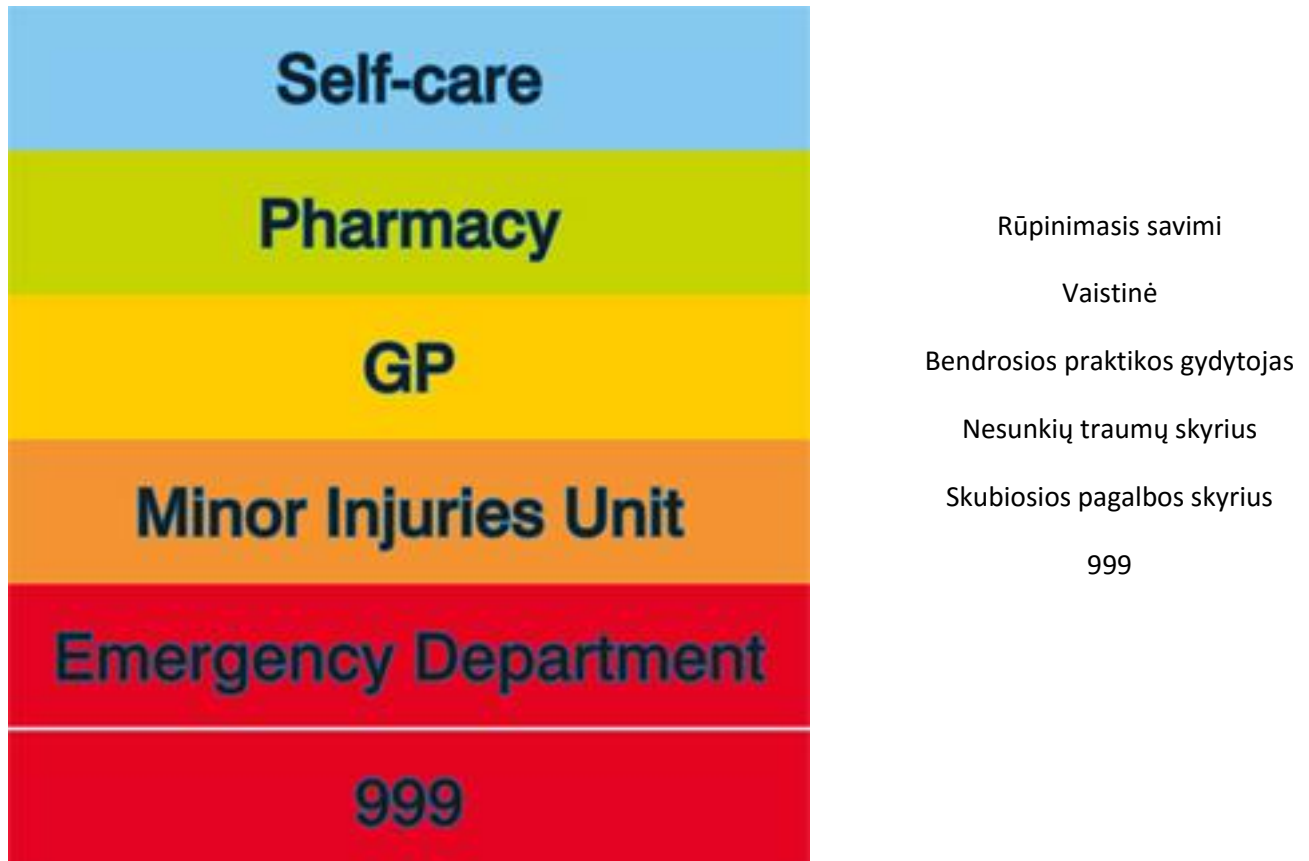 Self-care
Pharmacy
GP
Minor Injuries Unit
Emergency Department
999
Rūpinimasis savimi
Vaistinė
Bendrosios praktikos gydytojas
Nesunkių traumų skyrius
Skubiosios pagalbos skyrius
999